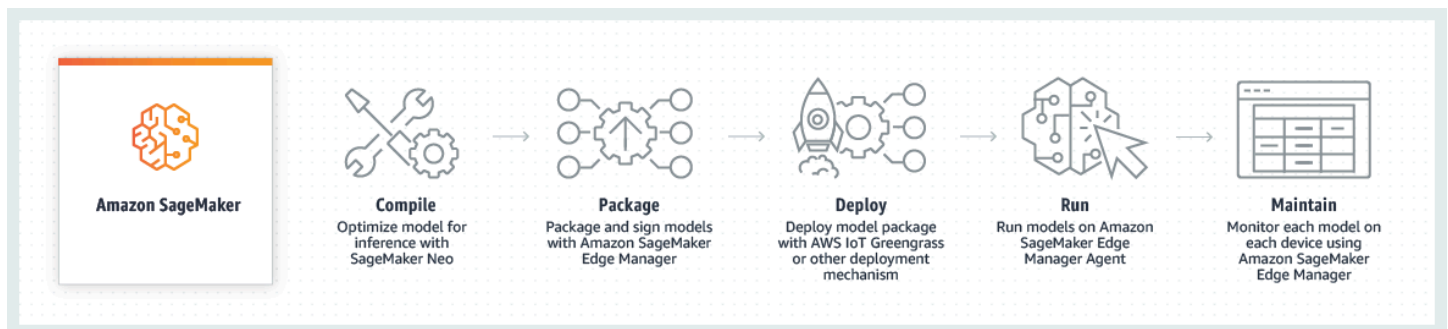 Amazon SageMaker
Compile
Optimize model for
inference with
SageMaker Neo
Package
Package and sign models
with Amazon SageMaker
Edge Manager
Deploy
Deploy model package
with AWS IoT Greengrass
or other deployment
mechanism
Run
Run models on Amazon
SageMaker Edge
Manager Agent
Maintain
Monitor each model on
each device using
Amazon SageMaker
Edge Manager